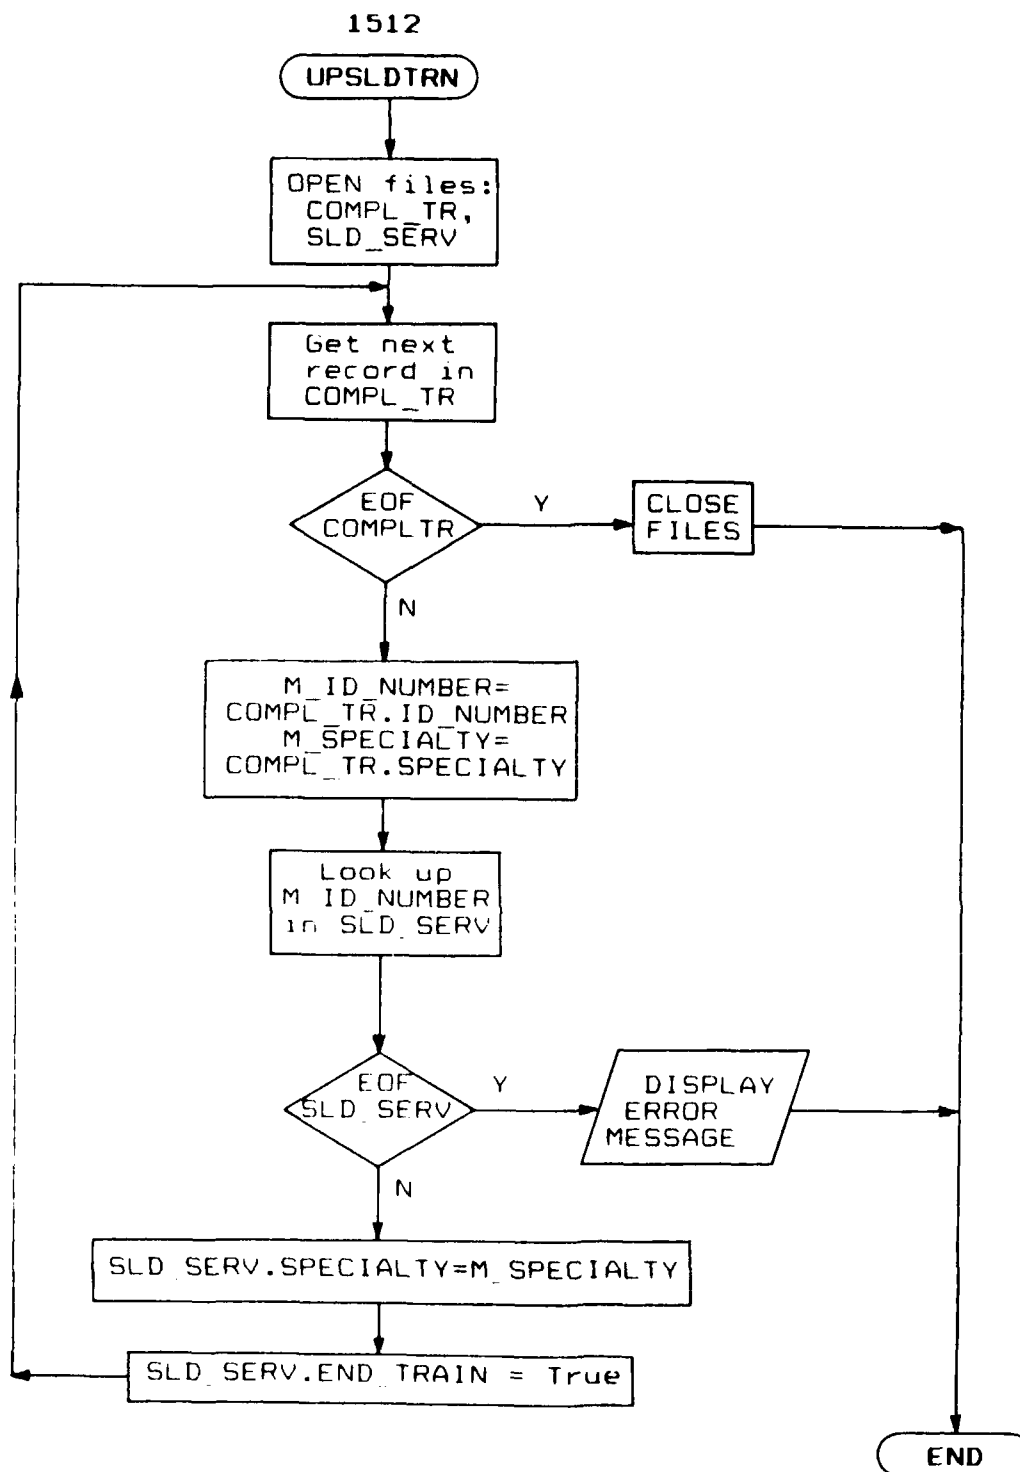 1512
UPSLDTRN
OPEN files:
COMPL_TR,
SLD_SERV
Get next
record in
COMPL_TR
EOF
COMPLTR
Y
CLOSE
FILES
N
M_ID_NUMBER=
COMPL_TR.ID_NUMBER
M_SPECIALTY=
COMPL_TR.SPECIALTY
Look up
M_ID_NUMBER
in SLD_SERV
EOF
SLD_SERV
Y
DISPLAY
ERROR
MESSAGE
N
SLD_SERV.SPECIALTY=M_SPECIALTY
SLD_SERV.END_TRAIN = True
END